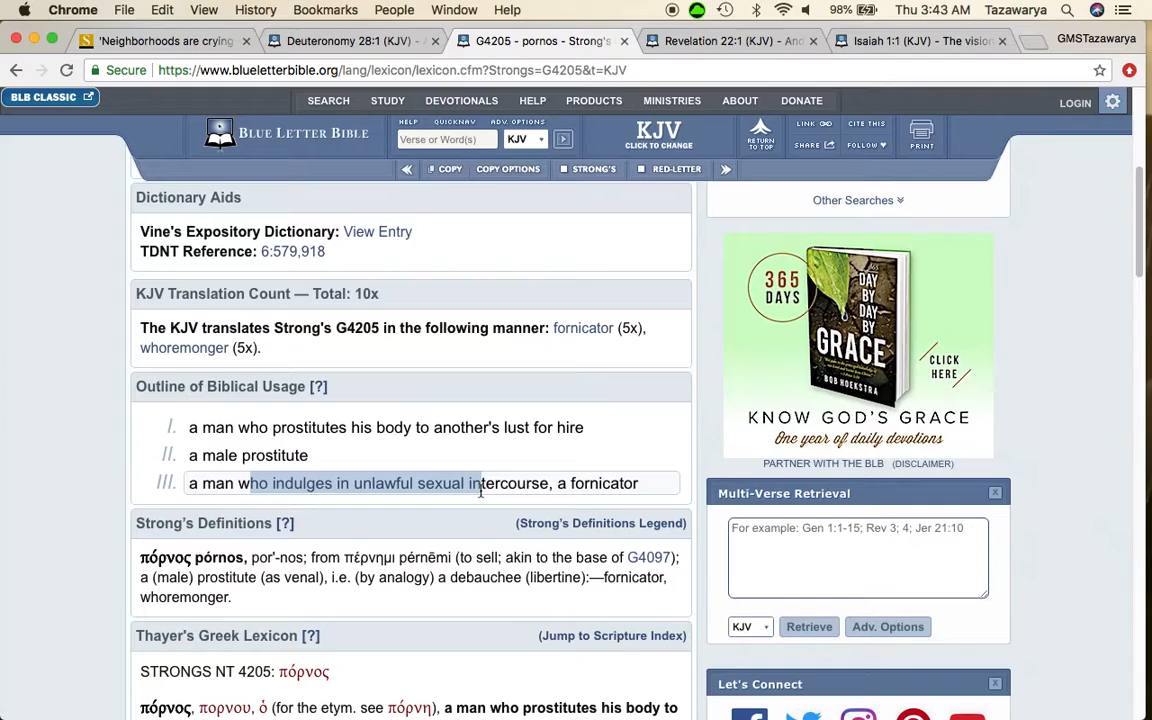 Chrome File Edit View History Bookmarks People Window Help 98% Thu 3:43 AM Tazawarya
'Neighborhoods are crying × Deuteronomy 28:1 (KJV) - A × G4205 - pornos - Strong's × Revelation 22:1 (KJV) - And × Isaiah 1:1 (KJV) - The vision × GMSTazawarya
Secure https://www.blueletterbible.org/lang/lexicon/lexicon.cfm?Strongs=G4205&t=KJV
BLB CLASSIC SEARCH STUDY DEVOTIONALS HELP PRODUCTS MINISTRIES ABOUT DONATE LOGIN
HELP QUICKNAV ADV. OPTIONS
BLUE LETTER BIBLE Verse or Word(s) KJV
KJV
CLICK TO CHANGE
RETURN TO TOP
LINK CITE THIS
SHARE FOLLOW PRINT
COPY COPY OPTIONS STRONG'S RED-LETTER
Dictionary Aids
Vine's Expository Dictionary: View Entry
TDNT Reference: 6:579,918
KJV Translation Count — Total: 10x
The KJV translates Strong's G4205 in the following manner: fornicator (5x),
whoremonger (5x).
Outline of Biblical Usage [?]
I. a man who prostitutes his body to another's lust for hire
II. a male prostitute
III. a man who indulges in unlawful sexual intercourse, a fornicator
Strong's Definitions [?] (Strong's Definitions Legend)
πόρνος pórnos, por'-nos; from πέρνημι pérnēmi (to sell; akin to the base of G4097);
a (male) prostitute (as venal), i.e. (by analogy) a debauchee (libertine):—fornicator,
whoremonger.
Thayer's Greek Lexicon [?] (Jump to Scripture Index)
STRONGS NT 4205: πόρνος
πόρνος, πορνου, ὁ (for the etym. see πόρνη), a man who prostitutes his body to
Other Searches
365
DAYS
DAY
BY
DAY
BY
GRACE
BOB HOEKSTRA
CLICK
HERE
KNOW GOD'S GRACE
One year of daily devotions
PARTNER WITH THE BLB (DISCLAIMER)
Multi-Verse Retrieval x
For example: Gen 1:1-15; Rev 3; 4; Jer 21:10
KJV Retrieve Adv. Options
Let's Connect x